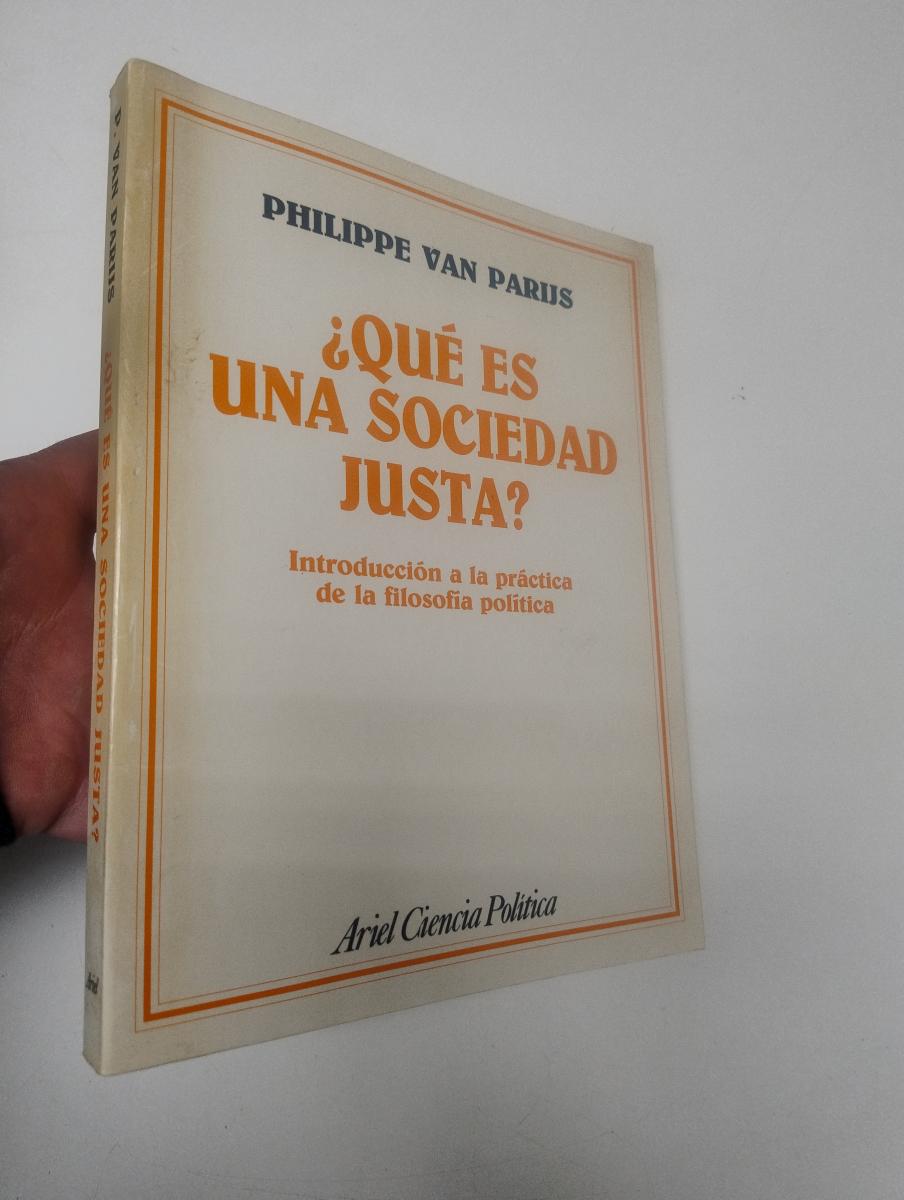 P. VAN PARIJS ¿QUÉ ES UNA SOCIEDAD JUSTA?
Ariel
PHILIPPE VAN PARIJS
¿QUÉ ES
UNA SOCIEDAD
JUSTA?
Introducción a la práctica
de la filosofía política
Ariel Ciencia Política